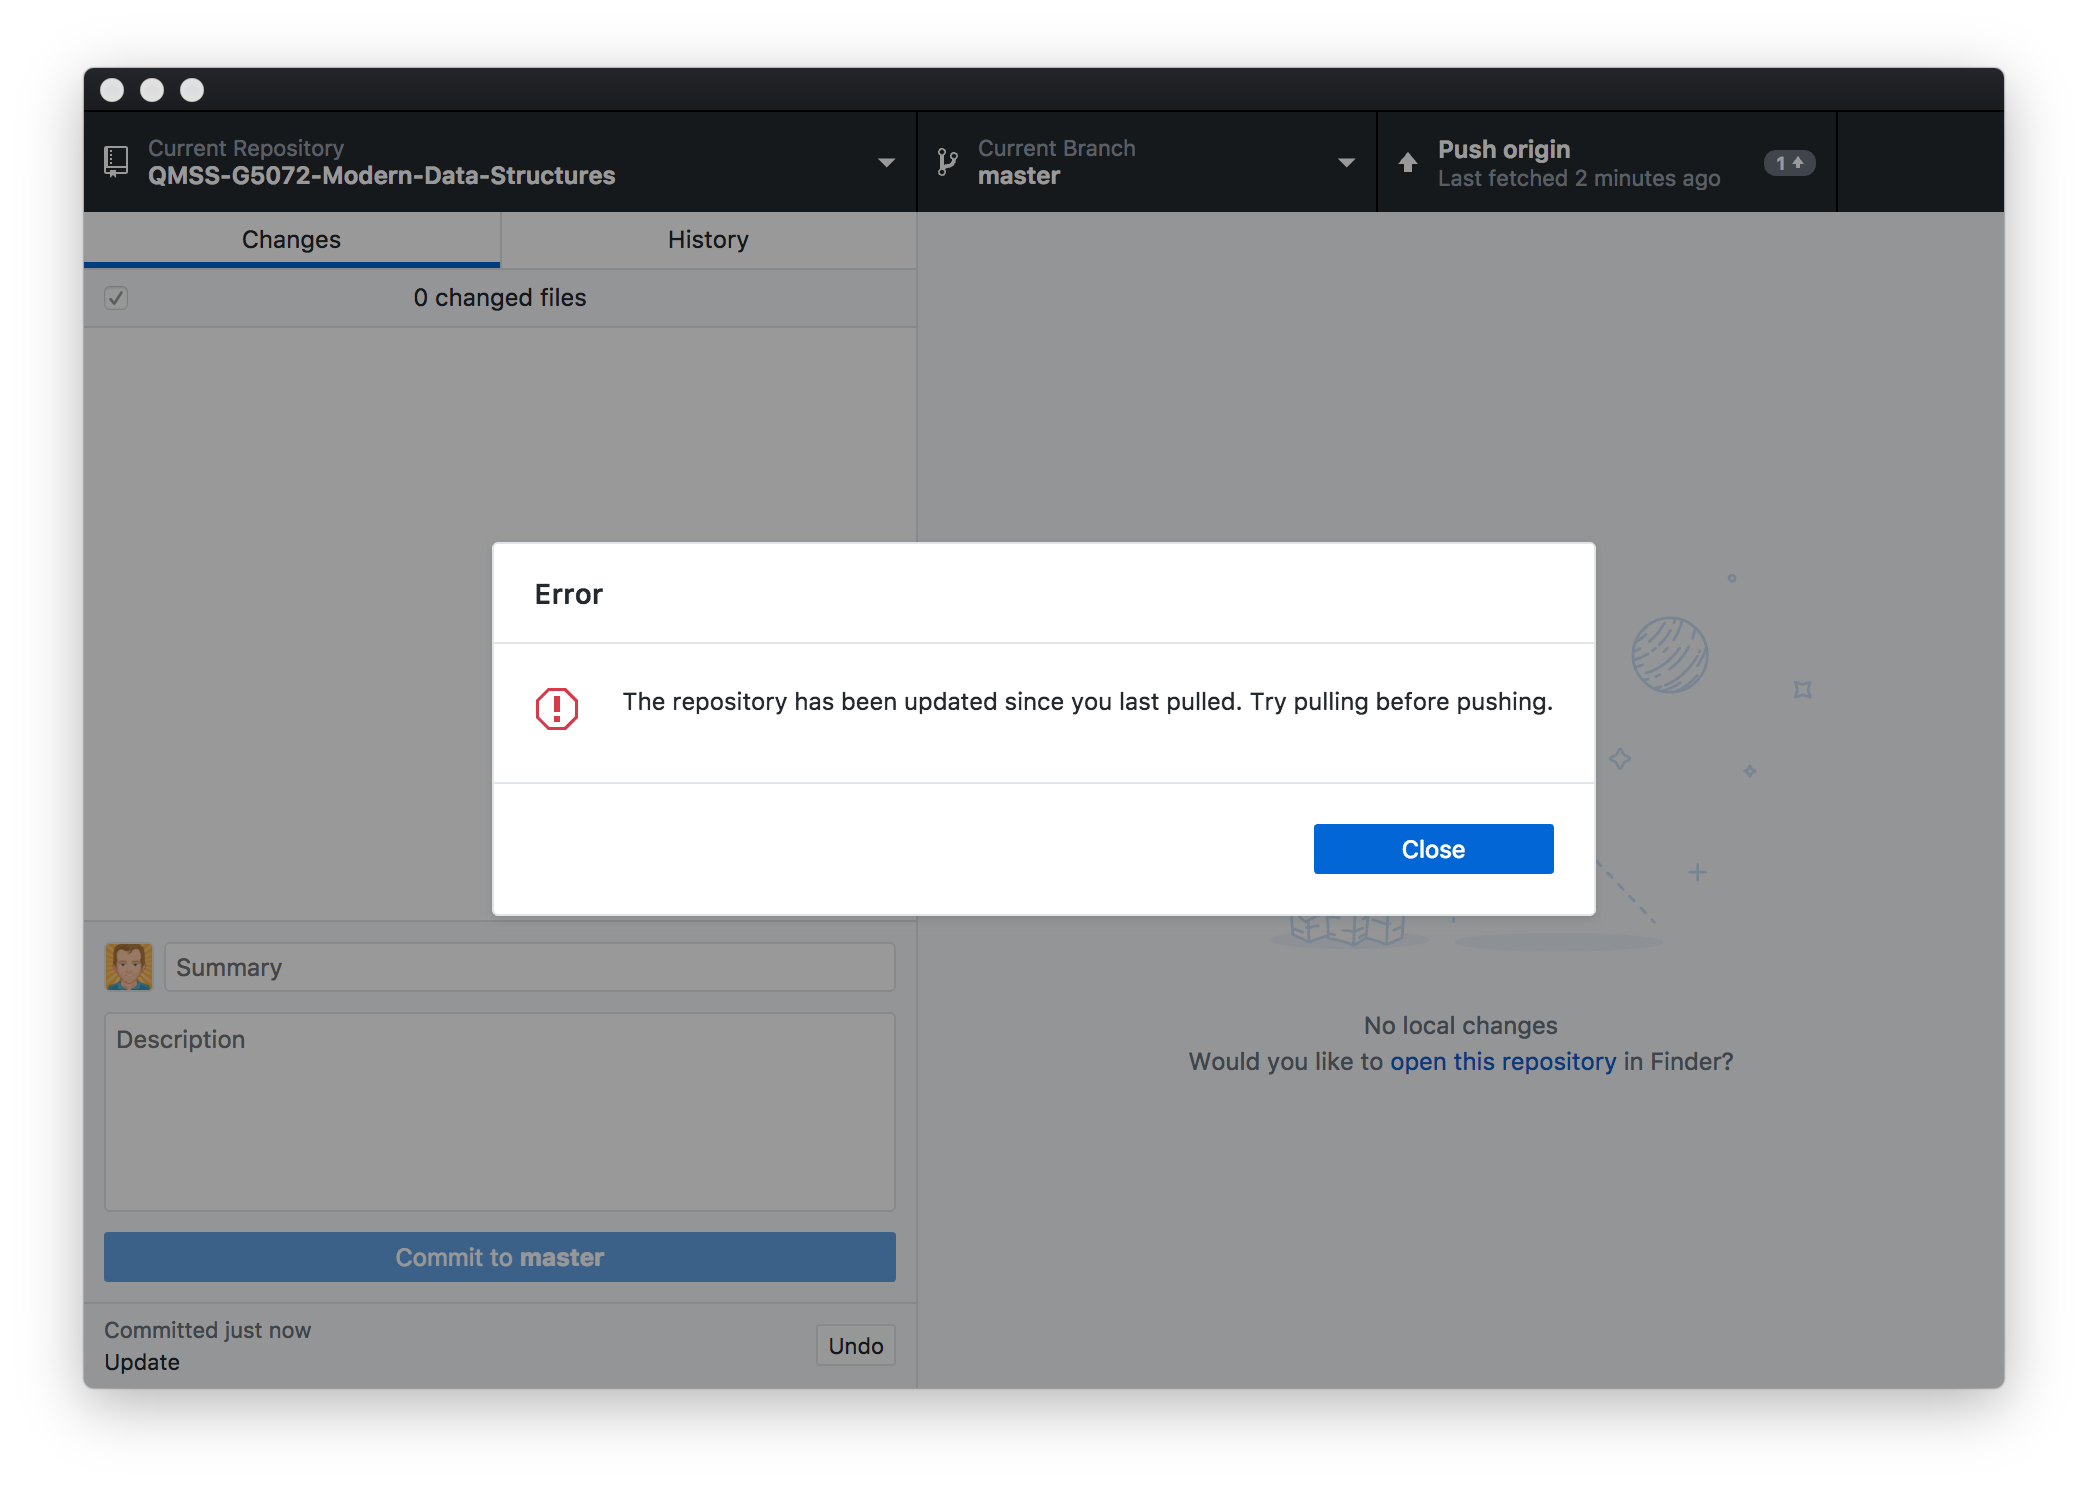 Current Repository
QMSS-G5072-Modern-Data-Structures
Current Branch
master
Push origin
Last fetched 2 minutes ago
1
Changes
History
0 changed files
Error
The repository has been updated since you last pulled. Try pulling before pushing.
Close
Summary
Description
No local changes
Would you like to open this repository in Finder?
Commit to master
Committed just now
Update
Undo